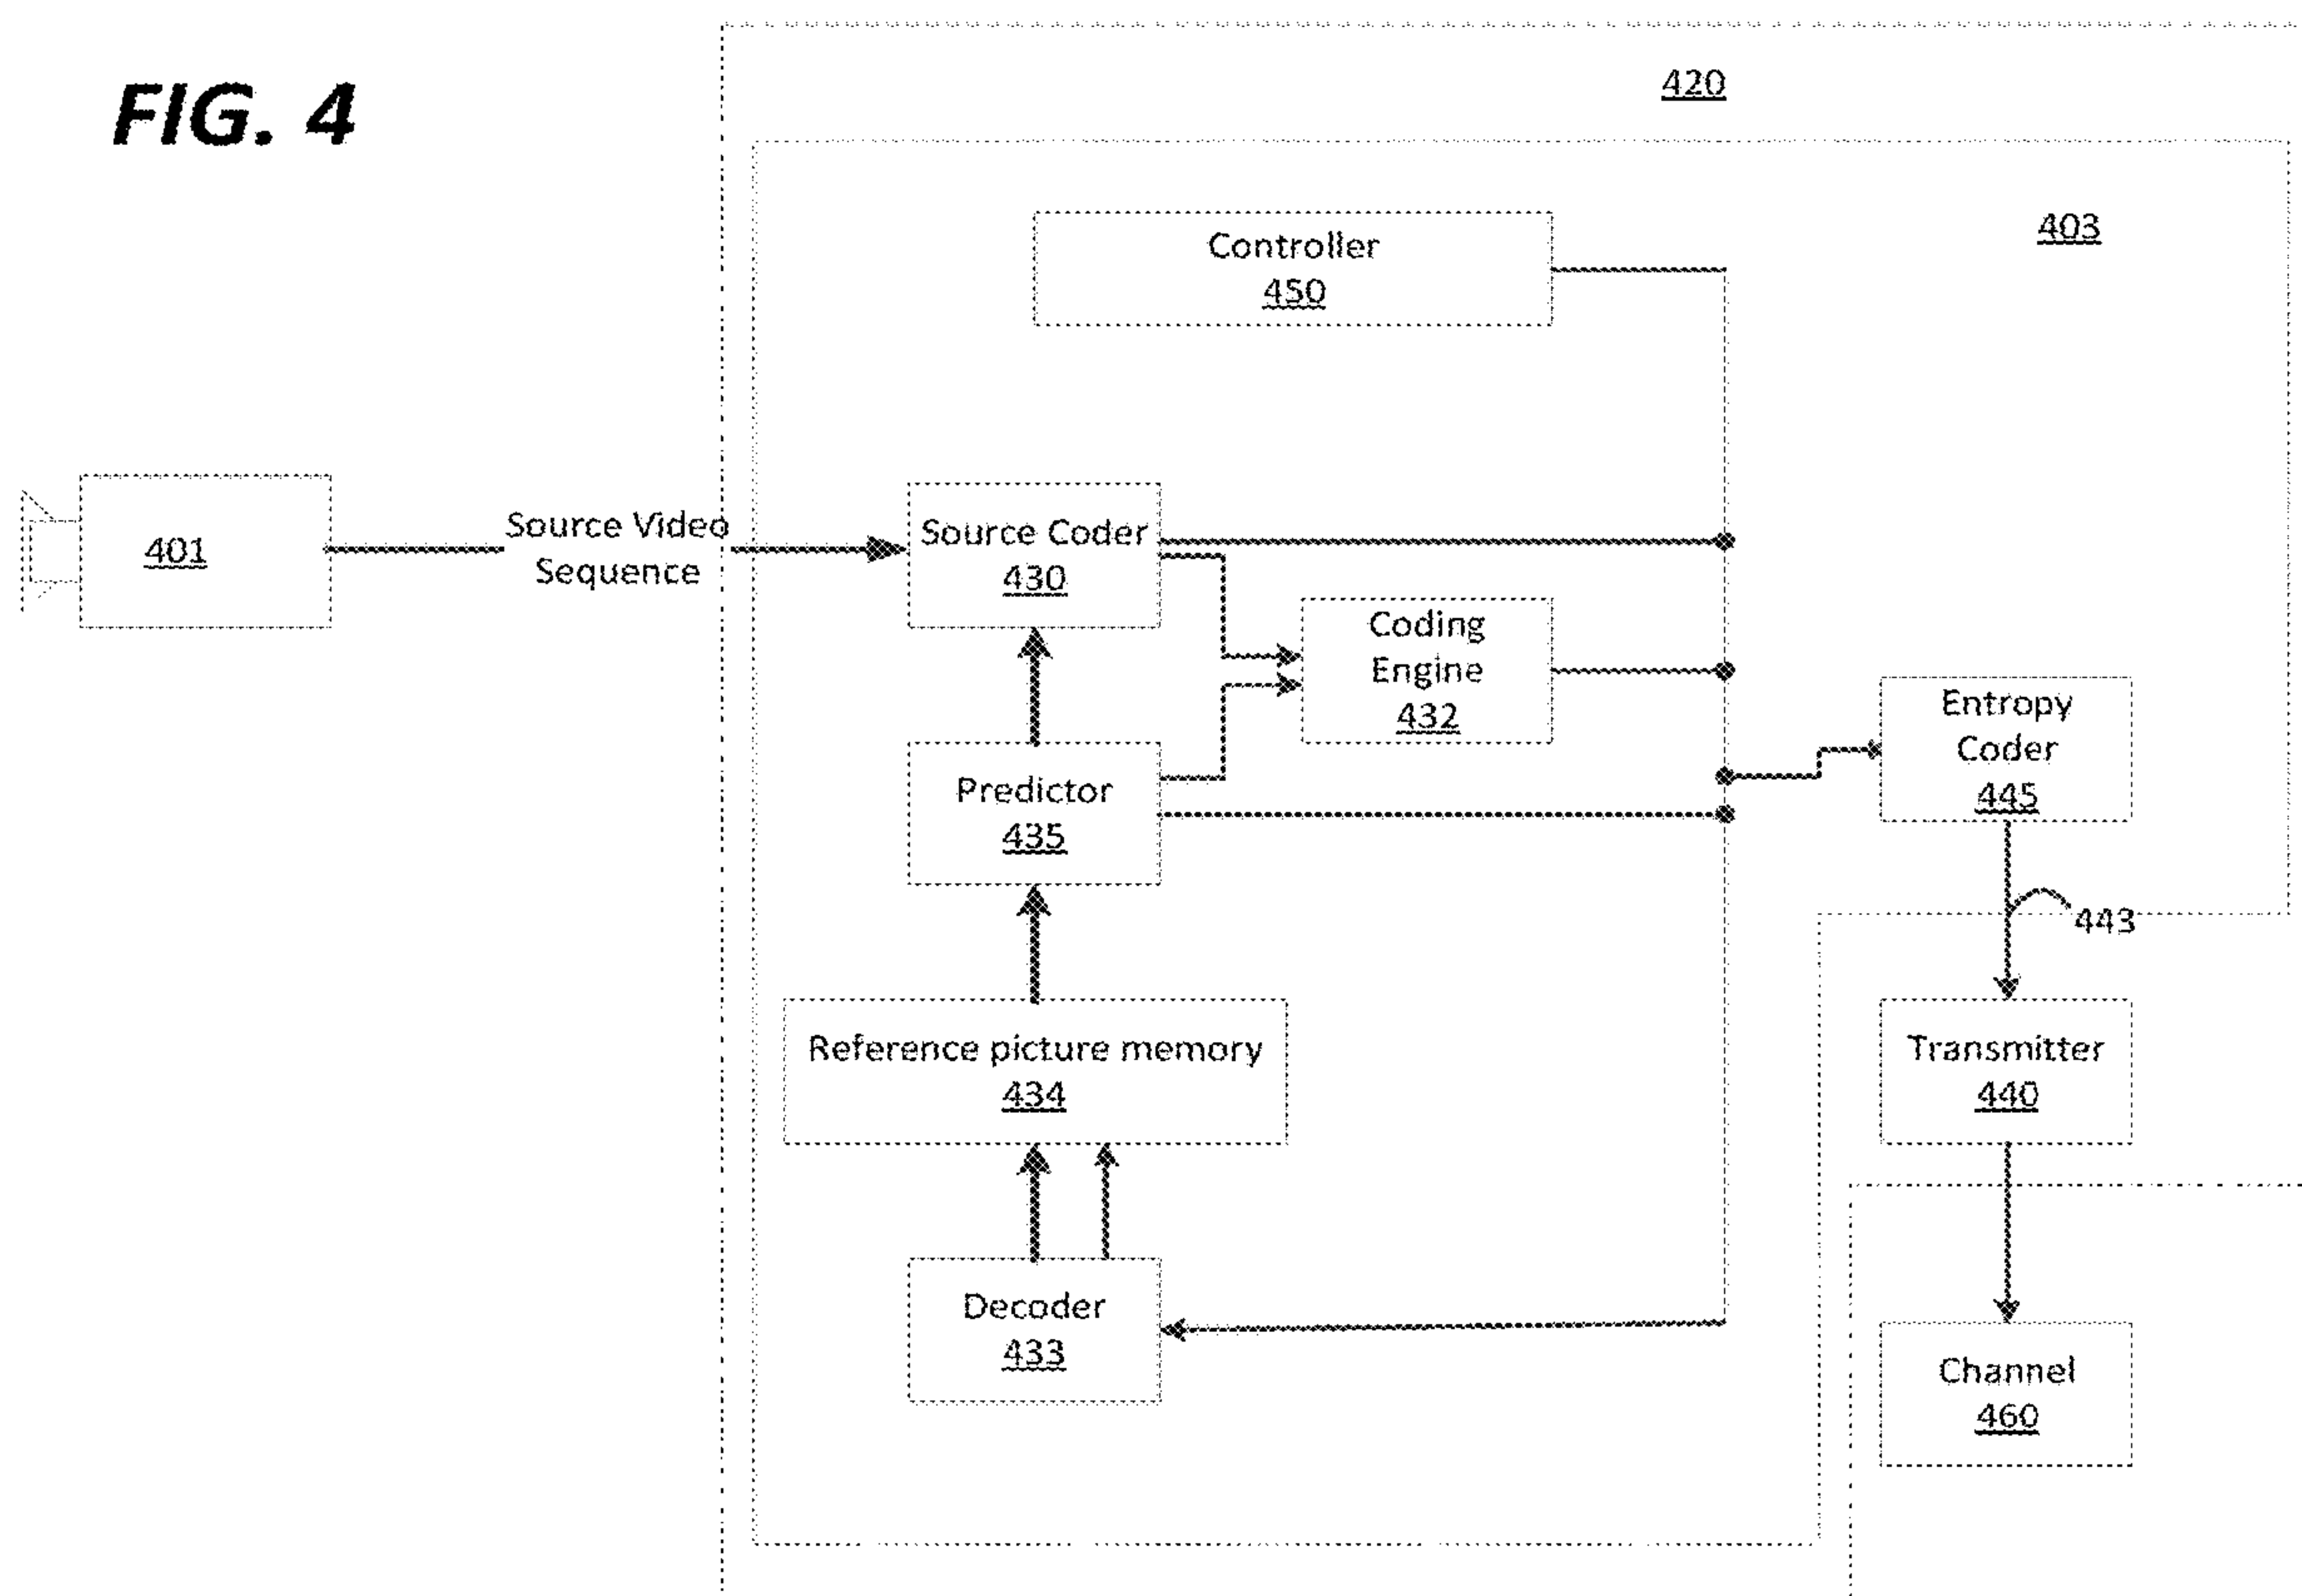 FIG. 4
420
403
Controller
450
401
Source Video
Sequence
Source Coder
430
Coding
Engine
432
Entropy
Coder
445
Predictor
435
443
Reference picture memory
434
Transmitter
440
Decoder
433
Channel
460